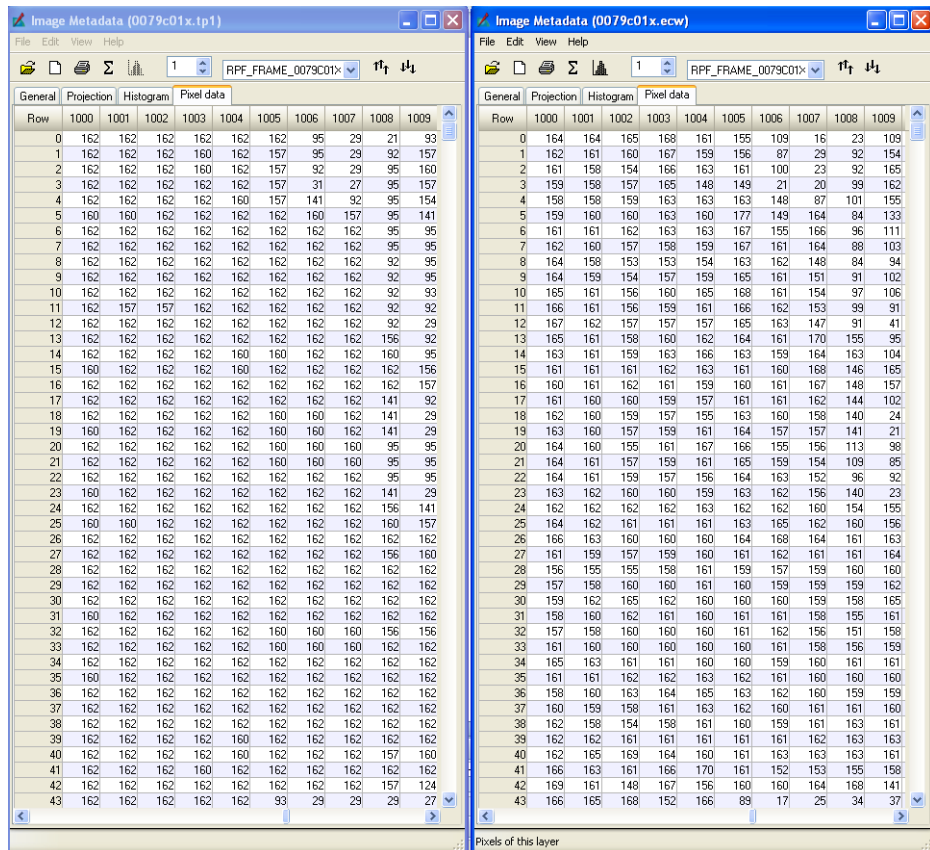 Image Metadata (0079c01x.tp1)
File Edit View Help
1 RPF_FRAME_0079C01X
General Projection Histogram Pixel data
Row 1000 1001 1002 1003 1004 1005 1006 1007 1008 1009
0 162 162 162 162 162 162 95 29 21 93
1 162 162 162 160 162 157 95 29 92 157
2 162 162 162 162 160 157 92 29 95 160
3 162 162 162 162 162 157 31 27 95 157
4 162 162 162 162 160 157 141 92 95 154
5 160 160 162 162 162 162 160 157 95 141
6 162 162 162 162 162 162 162 162 95 95
7 162 162 162 162 162 162 162 162 95 95
8 162 162 162 162 162 162 162 162 92 95
9 162 162 162 162 162 162 162 162 92 95
10 162 162 162 162 162 162 162 162 92 93
11 162 157 157 162 162 162 162 162 92 92
12 162 162 162 162 162 162 162 162 92 29
13 162 162 162 162 162 162 162 162 156 92
14 162 162 162 162 160 160 162 162 160 95
15 160 162 162 162 160 162 162 162 162 156
16 162 162 162 162 162 162 162 162 162 157
17 162 162 162 162 162 162 162 162 141 92
18 162 162 162 162 162 160 160 162 141 29
19 160 162 162 162 162 160 160 162 141 29
20 162 162 162 162 162 160 160 160 95 95
21 162 162 162 162 162 160 160 160 95 95
22 162 162 162 162 162 162 162 162 95 95
23 160 162 162 162 162 162 162 162 141 29
24 162 162 162 162 162 162 162 162 156 141
25 160 160 162 162 162 162 162 162 160 157
26 162 162 162 162 162 162 162 162 162 162
27 162 162 162 162 162 162 162 162 156 160
28 162 162 162 162 162 162 162 162 162 162
29 162 162 162 162 162 162 162 162 162 162
30 162 162 162 162 162 162 162 162 162 162
31 160 162 162 162 162 162 162 162 162 162
32 162 162 162 162 162 160 160 160 156 156
33 162 162 162 162 162 160 160 160 162 162
34 162 162 162 162 162 162 162 162 162 162
35 160 162 162 162 162 162 162 162 162 162
36 162 162 162 162 162 162 162 162 162 162
37 162 162 162 162 162 162 162 162 162 162
38 162 162 162 162 162 162 162 162 162 162
39 162 162 162 162 160 162 162 162 162 162
40 162 162 162 162 160 162 162 162 157 160
41 162 162 162 160 162 162 162 162 162 162
42 162 162 162 162 162 162 162 162 157 124
43 162 162 162 162 162 93 29 29 29 27
Image Metadata (0079c01x.ecw)
File Edit View Help
1 RPF_FRAME_0079C01X
General Projection Histogram Pixel data
Row 1000 1001 1002 1003 1004 1005 1006 1007 1008 1009
0 164 164 165 168 161 155 109 16 23 109
1 162 161 160 167 159 156 87 29 92 154
2 161 158 154 166 163 161 100 23 92 165
3 159 158 157 165 148 149 21 20 99 162
4 158 158 159 163 163 160 148 87 101 155
5 159 160 160 163 160 177 149 164 84 133
6 161 161 162 163 163 167 155 166 96 111
7 162 160 157 158 159 167 161 164 88 103
8 164 158 153 153 154 163 162 148 84 94
9 164 159 154 157 159 165 161 151 91 102
10 165 161 156 160 165 168 161 154 97 106
11 166 161 156 159 161 166 162 153 99 91
12 167 162 157 157 157 165 163 147 91 41
13 165 161 158 160 162 164 161 170 155 95
14 163 161 159 163 166 163 159 164 163 104
15 161 161 161 162 163 161 160 168 146 165
16 160 161 162 161 159 160 161 167 148 157
17 161 160 160 159 157 161 161 162 144 102
18 162 160 159 157 155 163 160 158 140 24
19 163 160 157 159 161 164 157 157 141 21
20 164 160 155 161 167 166 155 156 113 98
21 164 161 157 159 161 165 159 154 109 85
22 164 161 159 157 156 164 163 152 96 92
23 163 162 160 160 159 163 162 156 140 23
24 162 162 162 162 163 162 162 160 154 155
25 164 162 161 161 161 163 165 162 160 156
26 166 163 160 160 160 164 168 164 161 163
27 161 159 157 159 160 161 162 161 161 164
28 156 155 155 158 161 159 157 159 160 160
29 157 158 160 160 161 160 159 159 159 162
30 159 162 165 162 160 160 160 159 158 165
31 158 160 162 161 160 161 161 158 155 161
32 157 158 160 160 160 161 162 156 151 158
33 161 160 160 160 160 161 161 158 156 159
34 165 163 161 161 160 160 159 160 161 161
35 161 161 162 162 163 162 161 160 160 160
36 158 160 163 164 165 163 162 160 159 159
37 160 159 158 161 163 162 160 161 161 160
38 162 158 154 158 161 160 159 161 163 161
39 162 162 161 161 161 161 161 162 163 163
40 162 165 169 164 160 161 163 163 163 161
41 166 163 161 166 170 161 152 153 155 158
42 169 161 148 167 156 160 160 164 168 141
43 166 165 168 152 166 89 17 25 34 37
Pixels of this layer